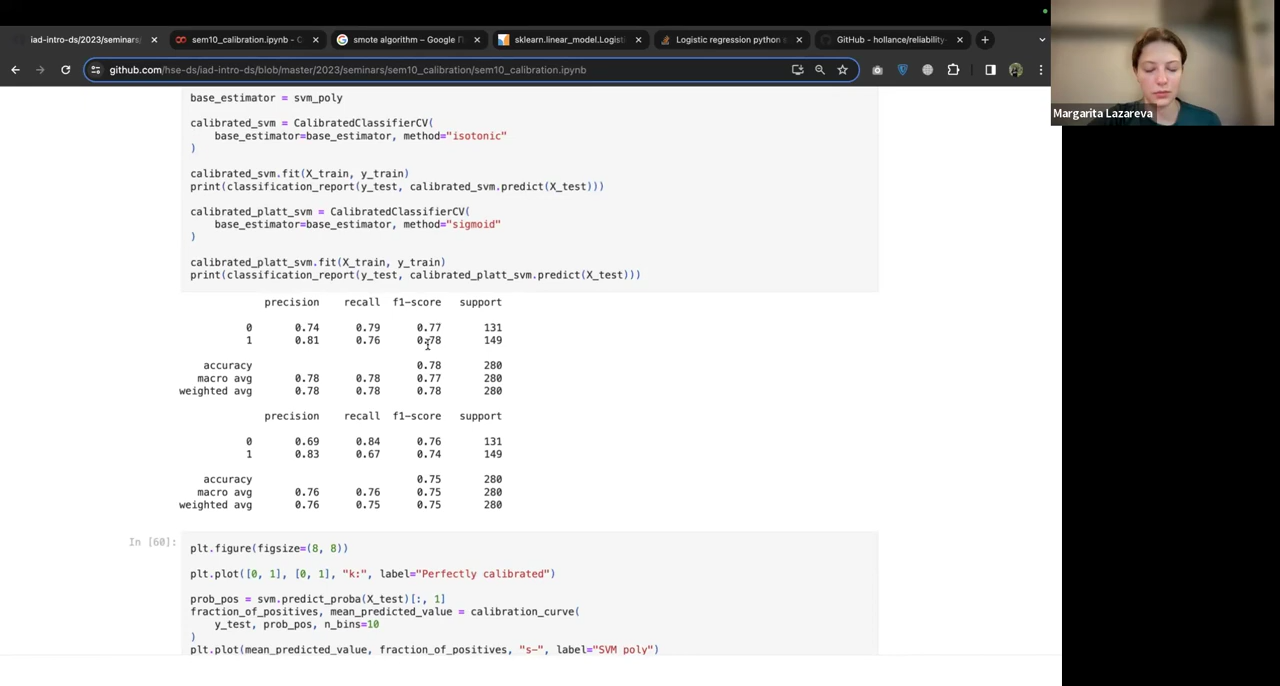 iad-intro-ds/2023/seminars
sem10_calibration.ipynb - C
smote algorithm – Google П
sklearn.linear_model.Logisti
Logistic regression python s
GitHub - hollance/reliability-
github.com/hse-ds/iad-intro-ds/blob/master/2023/seminars/sem10_calibration/sem10_calibration.ipynb
Margarita Lazareva
base_estimator = svm_poly
calibrated_svm = CalibratedClassifierCV(
base_estimator=base_estimator, method="isotonic"
)
calibrated_svm.fit(X_train, y_train)
print(classification_report(y_test, calibrated_svm.predict(X_test)))
calibrated_platt_svm = CalibratedClassifierCV(
base_estimator=base_estimator, method="sigmoid"
)
calibrated_platt_svm.fit(X_train, y_train)
print(classification_report(y_test, calibrated_platt_svm.predict(X_test)))
precision recall f1-score support
0 0.74 0.79 0.77 131
1 0.81 0.76 0.78 149
accuracy 0.78 280
macro avg 0.78 0.78 0.77 280
weighted avg 0.78 0.78 0.78 280
precision recall f1-score support
0 0.69 0.84 0.76 131
1 0.83 0.67 0.74 149
accuracy 0.75 280
macro avg 0.76 0.76 0.75 280
weighted avg 0.76 0.75 0.75 280
In [60]:
plt.figure(figsize=(8, 8))
plt.plot([0, 1], [0, 1], "k:", label="Perfectly calibrated")
prob_pos = svm.predict_proba(X_test)[:, 1]
fraction_of_positives, mean_predicted_value = calibration_curve(
y_test, prob_pos, n_bins=10
)
plt.plot(mean_predicted_value, fraction_of_positives, "s-", label="SVM poly")